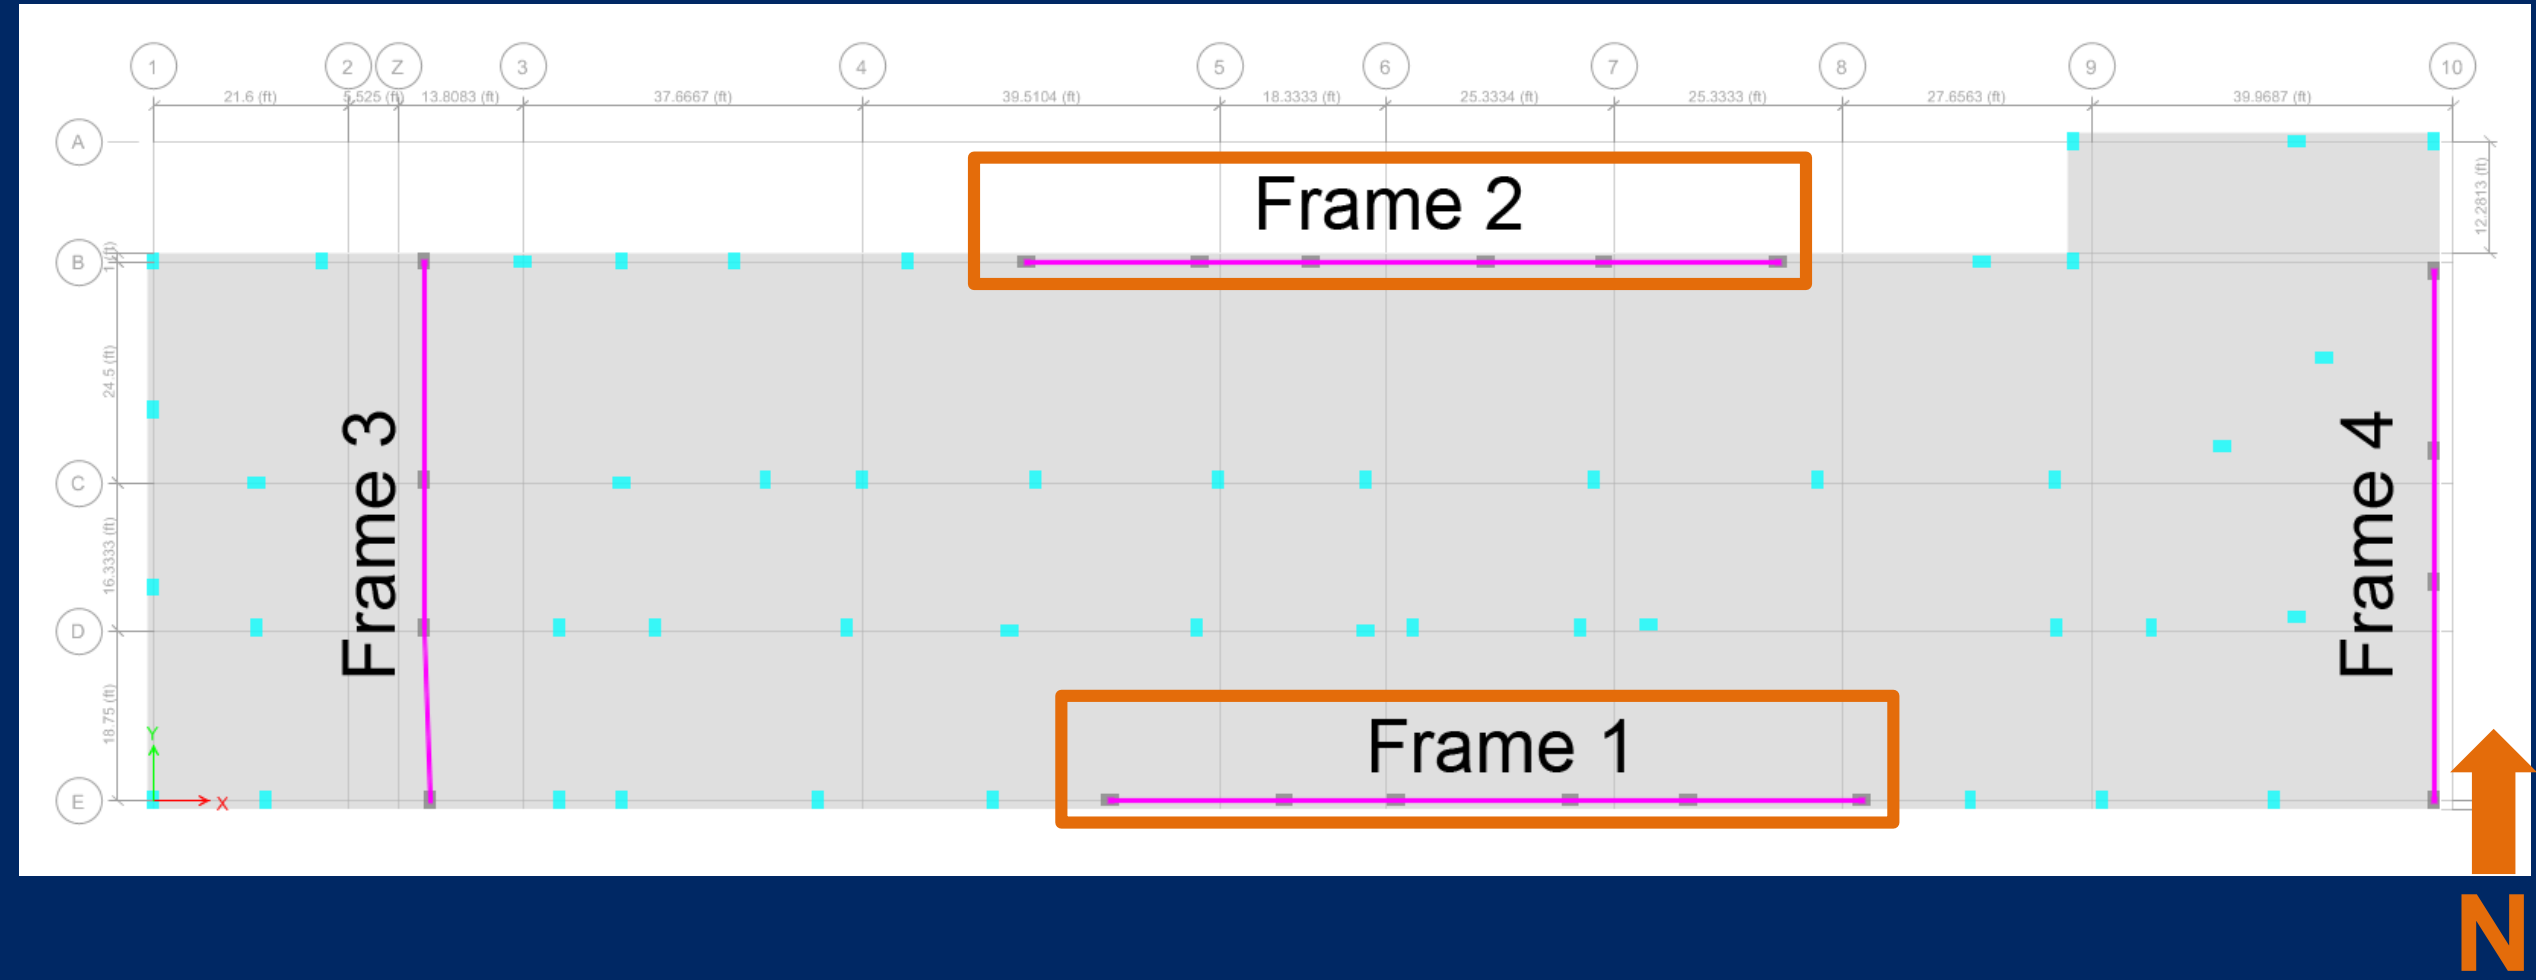 1 2 Z 3 4 5 6 7 8 9 10
21.6 (ft) 5.525 (ft) 13.8083 (ft) 37.6667 (ft) 39.5104 (ft) 18.3333 (ft) 25.3334 (ft) 25.3333 (ft) 27.6563 (ft) 39.9687 (ft)
A
12.2813 (ft)
Frame 2
B
24.5 (ft)
C
Frame 3
Frame 4
16.3333 (ft)
D
18.75 (ft)
Frame 1
Y
E
X
N